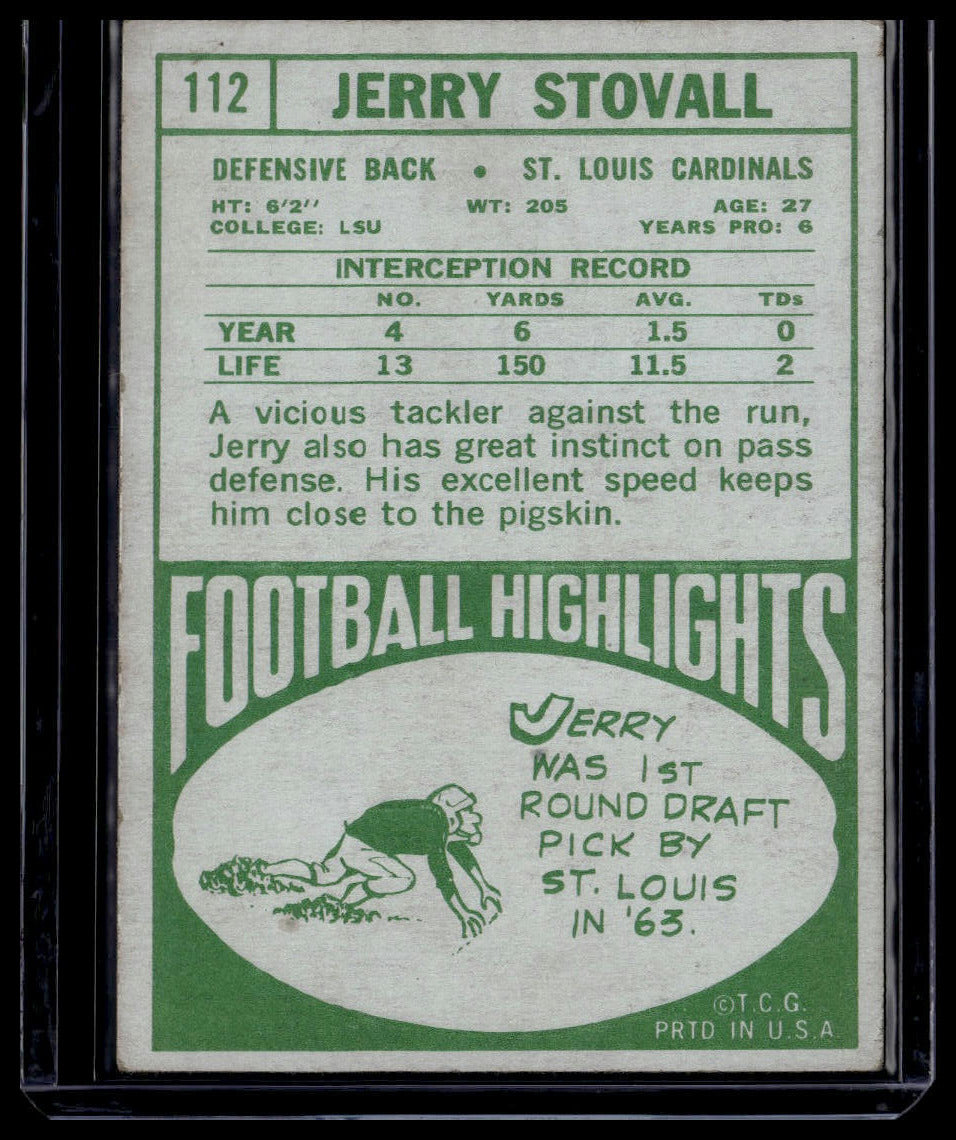 112 JERRY STOVALL
DEFENSIVE BACK • ST. LOUIS CARDINALS
HT: 6'2'' WT: 205 AGE: 27
COLLEGE: LSU YEARS PRO: 6
INTERCEPTION RECORD
NO. YARDS AVG. TDs
YEAR 4 6 1.5 0
LIFE 13 150 11.5 2
A vicious tackler against the run,
Jerry also has great instinct on pass
defense. His excellent speed keeps
him close to the pigskin.
FOOTBALL HIGHLIGHTS
JERRY
WAS 1ST
ROUND DRAFT
PICK BY
ST. LOUIS
IN '63.
©T.C.G.
PRTD IN U.S.A